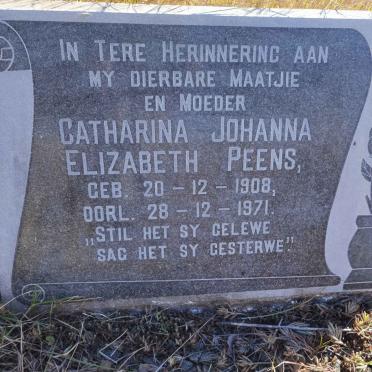 In Tere Herinnering aan
my dierbare Maatjie
en Moeder
Catharina Johanna
Elizabeth Peens,
geb. 20-12-1908,
oorl. 28-12-1971.
„Stil het sy gelewe
sag het sy gesterwe".